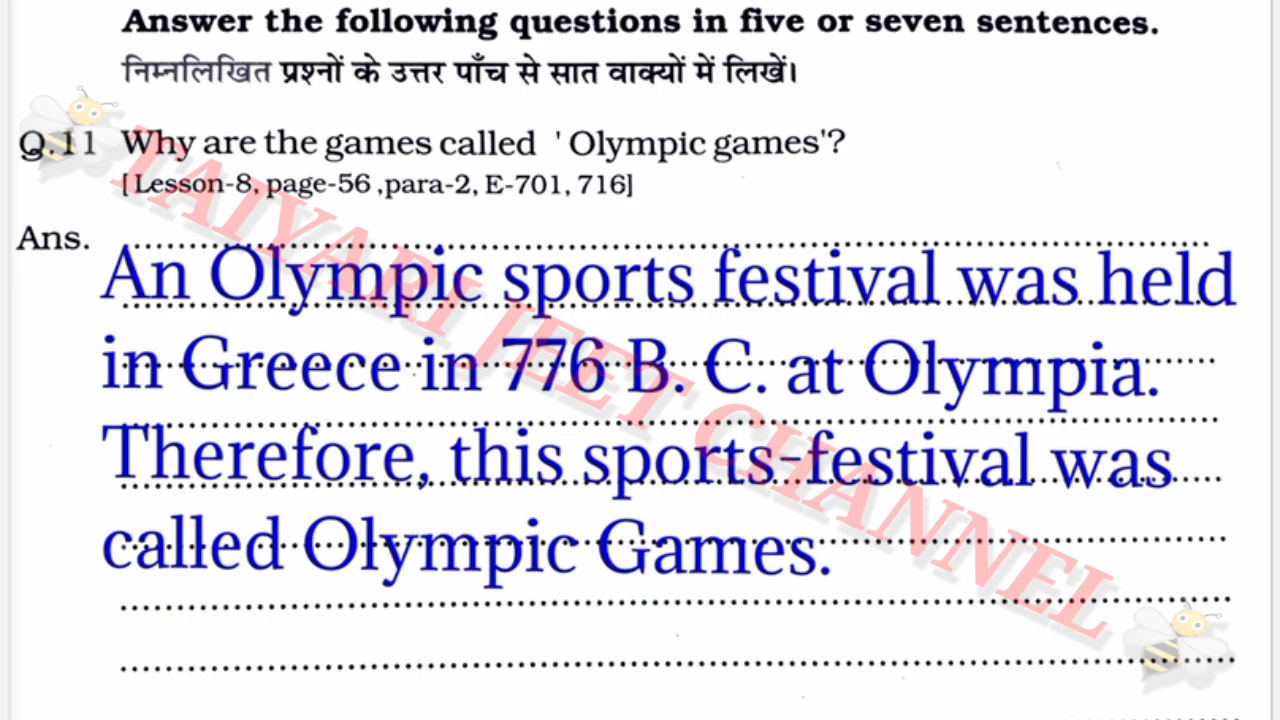 Answer the following questions in five or seven sentences.
निम्नलिखित प्रश्नों के उत्तर पाँच से सात वाक्यों में लिखें।
Q.11 Why are the games called ' Olympic games'?
[Lesson-8, page-56 ,para-2, E-701, 716]
Ans.
An Olympic sports festival was held
in Greece in 776 B. C. at Olympia.
Therefore, this sports-festival was
called Olympic Games.
TAIYARI JEET CHANNEL